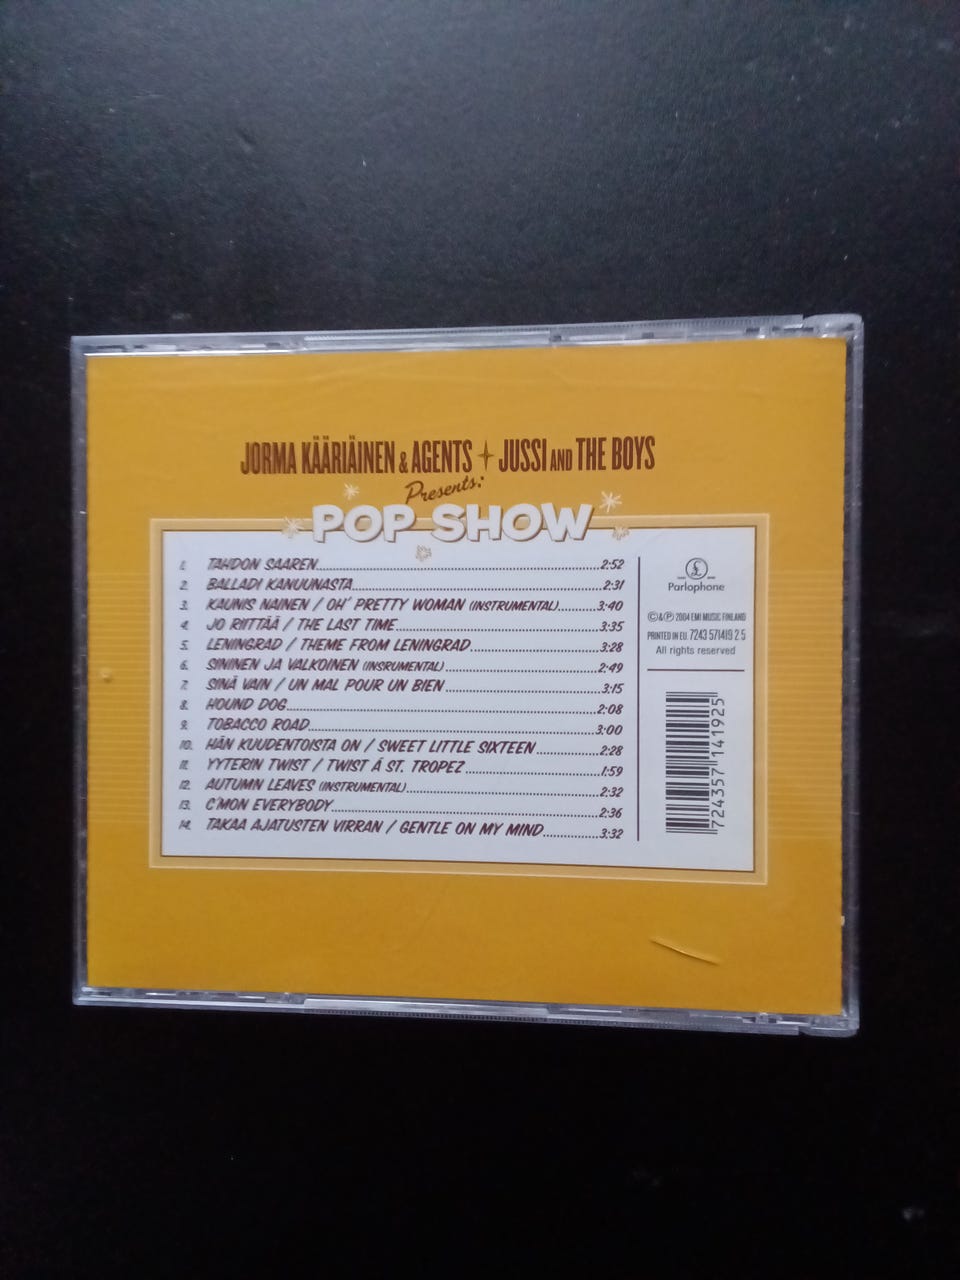 JORMA KÄÄRIÄINEN & AGENTS JUSSI AND THE BOYS
Presents:
POP SHOW
1. TAHDON SAAREN 2:52
2. BALLADI KANUUNASTA 2:31
3. KAUNIS NAINEN / OH' PRETTY WOMAN (INSTRUMENTAL) 3:40
4. JO RIITTÄÄ / THE LAST TIME 3:35
5. LENINGRAD / THEME FROM LENINGRAD 3:28
6. SININEN JA VALKOINEN (INSRUMENTAL) 2:49
7. SINÄ VAIN / UN MAL POUR UN BIEN 3:15
8. HOUND DOG 2:08
9. TOBACCO ROAD 3:00
10. HÄN KUUDENTOISTA ON / SWEET LITTLE SIXTEEN 2:28
11. YYTERIN TWIST / TWIST Á ST. TROPEZ 1:59
12. AUTUMN LEAVES (INSTRUMENTAL) 2:32
13. C'MON EVERYBODY 2:36
14. TAKAA AJATUSTEN VIRRAN / GENTLE ON MY MIND 3:32
£
Parlophone
©&℗ 2004 EMI MUSIC FINLAND
PRINTED IN EU. 7243 571419 2 5
All rights reserved
724357 141925